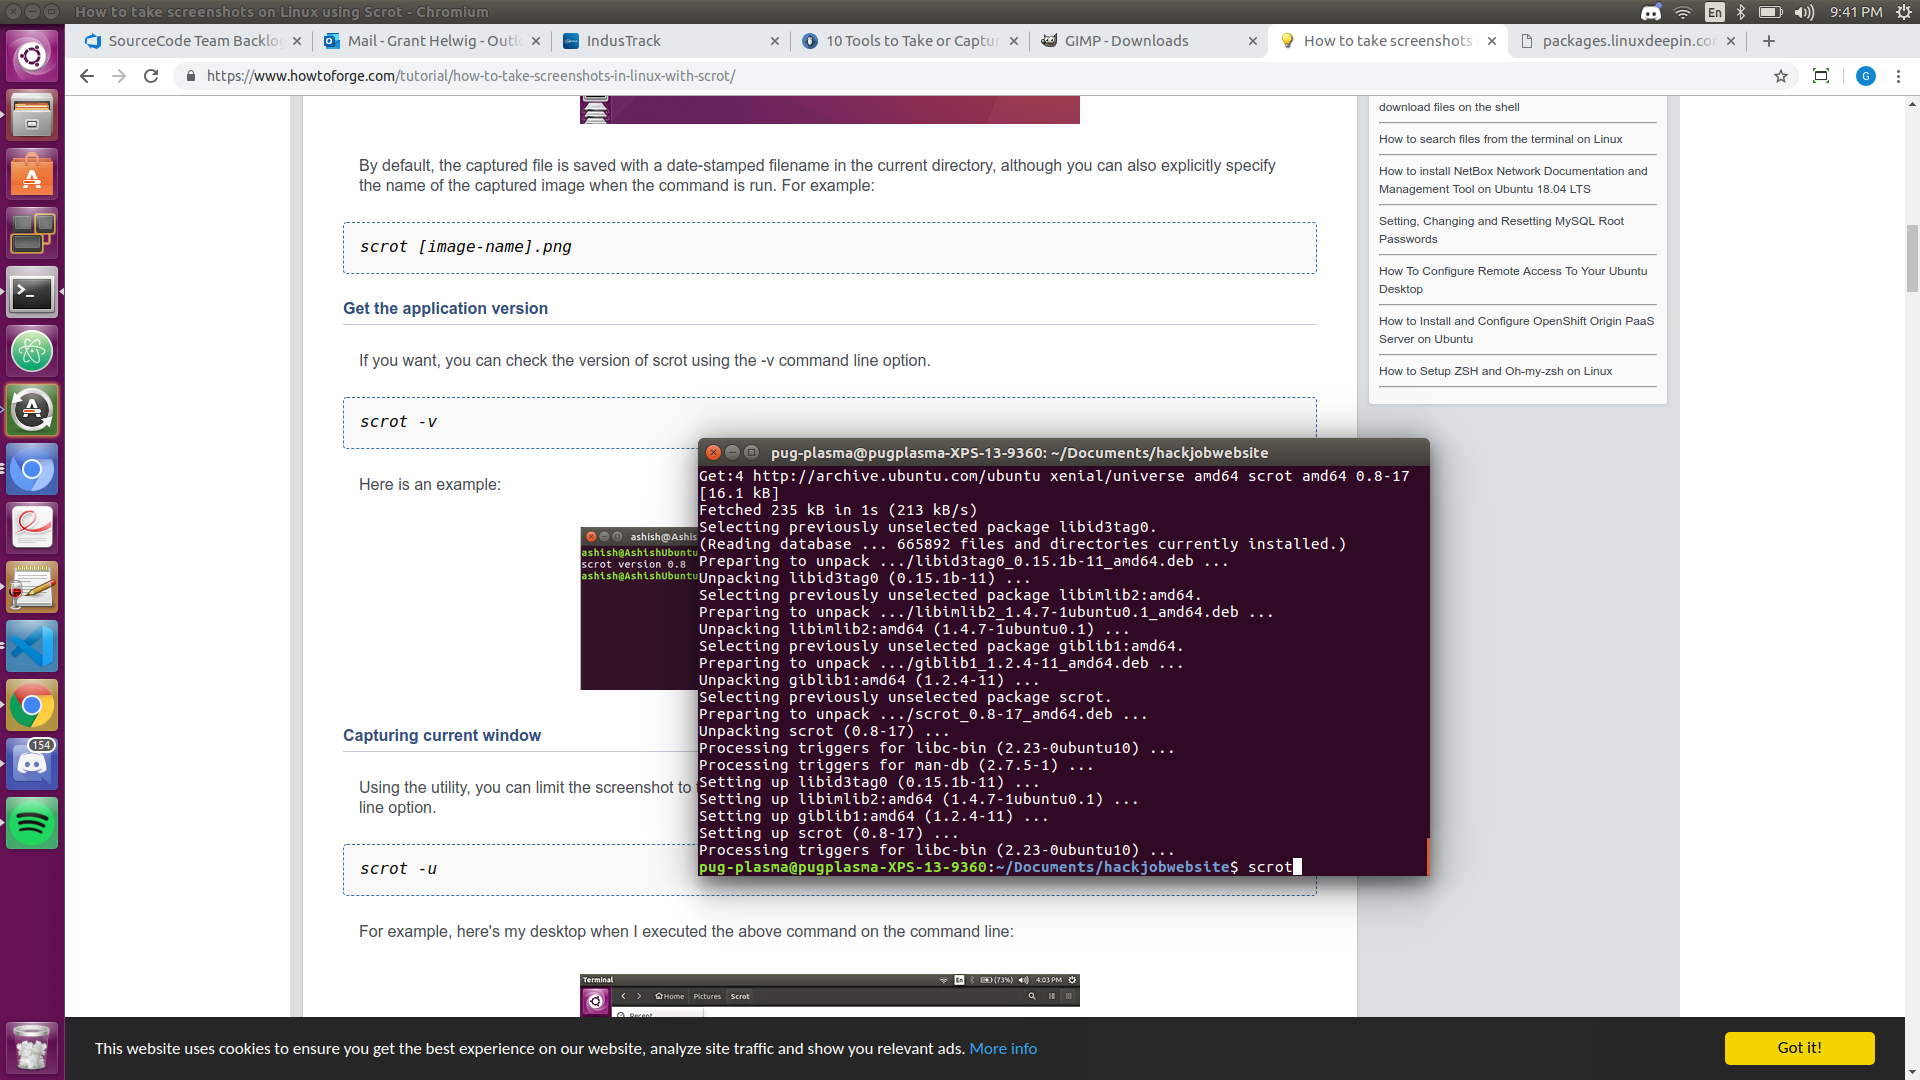 How to take screenshots on Linux using Scrot - Chromium
En
9:41 PM
SourceCode Team Backlo
Mail - Grant Helwig - Outl
IndusTrack
10 Tools to Take or Captur
GIMP - Downloads
How to take screenshots
packages.linuxdeepin.co
https://www.howtoforge.com/tutorial/how-to-take-screenshots-in-linux-with-scrot/
G
download files on the shell
How to search files from the terminal on Linux
How to install NetBox Network Documentation and
Management Tool on Ubuntu 18.04 LTS
Setting, Changing and Resetting MySQL Root
Passwords
How To Configure Remote Access To Your Ubuntu
Desktop
How to Install and Configure OpenShift Origin PaaS
Server on Ubuntu
How to Setup ZSH and Oh-my-zsh on Linux
By default, the captured file is saved with a date-stamped filename in the current directory, although you can also explicitly specify
the name of the captured image when the command is run. For example:
scrot [image-name].png
Get the application version
If you want, you can check the version of scrot using the -v command line option.
scrot -v
Here is an example:
ashish@Ashis
ashish@AshishUbuntu
scrot version 0.8
ashish@AshishUbuntu
Capturing current window
Using the utility, you can limit the screenshot to
line option.
scrot -u
For example, here's my desktop when I executed the above command on the command line:
Terminal
En
(73%)
4:03 PM
Home
Pictures
Scrot
Recent
154
pug-plasma@pugplasma-XPS-13-9360: ~/Documents/hackjobwebsite
Get:4 http://archive.ubuntu.com/ubuntu xenial/universe amd64 scrot amd64 0.8-17
[16.1 kB]
Fetched 235 kB in 1s (213 kB/s)
Selecting previously unselected package libid3tag0.
(Reading database ... 665892 files and directories currently installed.)
Preparing to unpack .../libid3tag0_0.15.1b-11_amd64.deb ...
Unpacking libid3tag0 (0.15.1b-11) ...
Selecting previously unselected package libimlib2:amd64.
Preparing to unpack .../libimlib2_1.4.7-1ubuntu0.1_amd64.deb ...
Unpacking libimlib2:amd64 (1.4.7-1ubuntu0.1) ...
Selecting previously unselected package giblib1:amd64.
Preparing to unpack .../giblib1_1.2.4-11_amd64.deb ...
Unpacking giblib1:amd64 (1.2.4-11) ...
Selecting previously unselected package scrot.
Preparing to unpack .../scrot_0.8-17_amd64.deb ...
Unpacking scrot (0.8-17) ...
Processing triggers for libc-bin (2.23-0ubuntu10) ...
Processing triggers for man-db (2.7.5-1) ...
Setting up libid3tag0 (0.15.1b-11) ...
Setting up libimlib2:amd64 (1.4.7-1ubuntu0.1) ...
Setting up giblib1:amd64 (1.2.4-11) ...
Setting up scrot (0.8-17) ...
Processing triggers for libc-bin (2.23-0ubuntu10) ...
pug-plasma@pugplasma-XPS-13-9360:~/Documents/hackjobwebsite$ scrot
This website uses cookies to ensure you get the best experience on our website, analyze site traffic and show you relevant ads. More info
Got it!